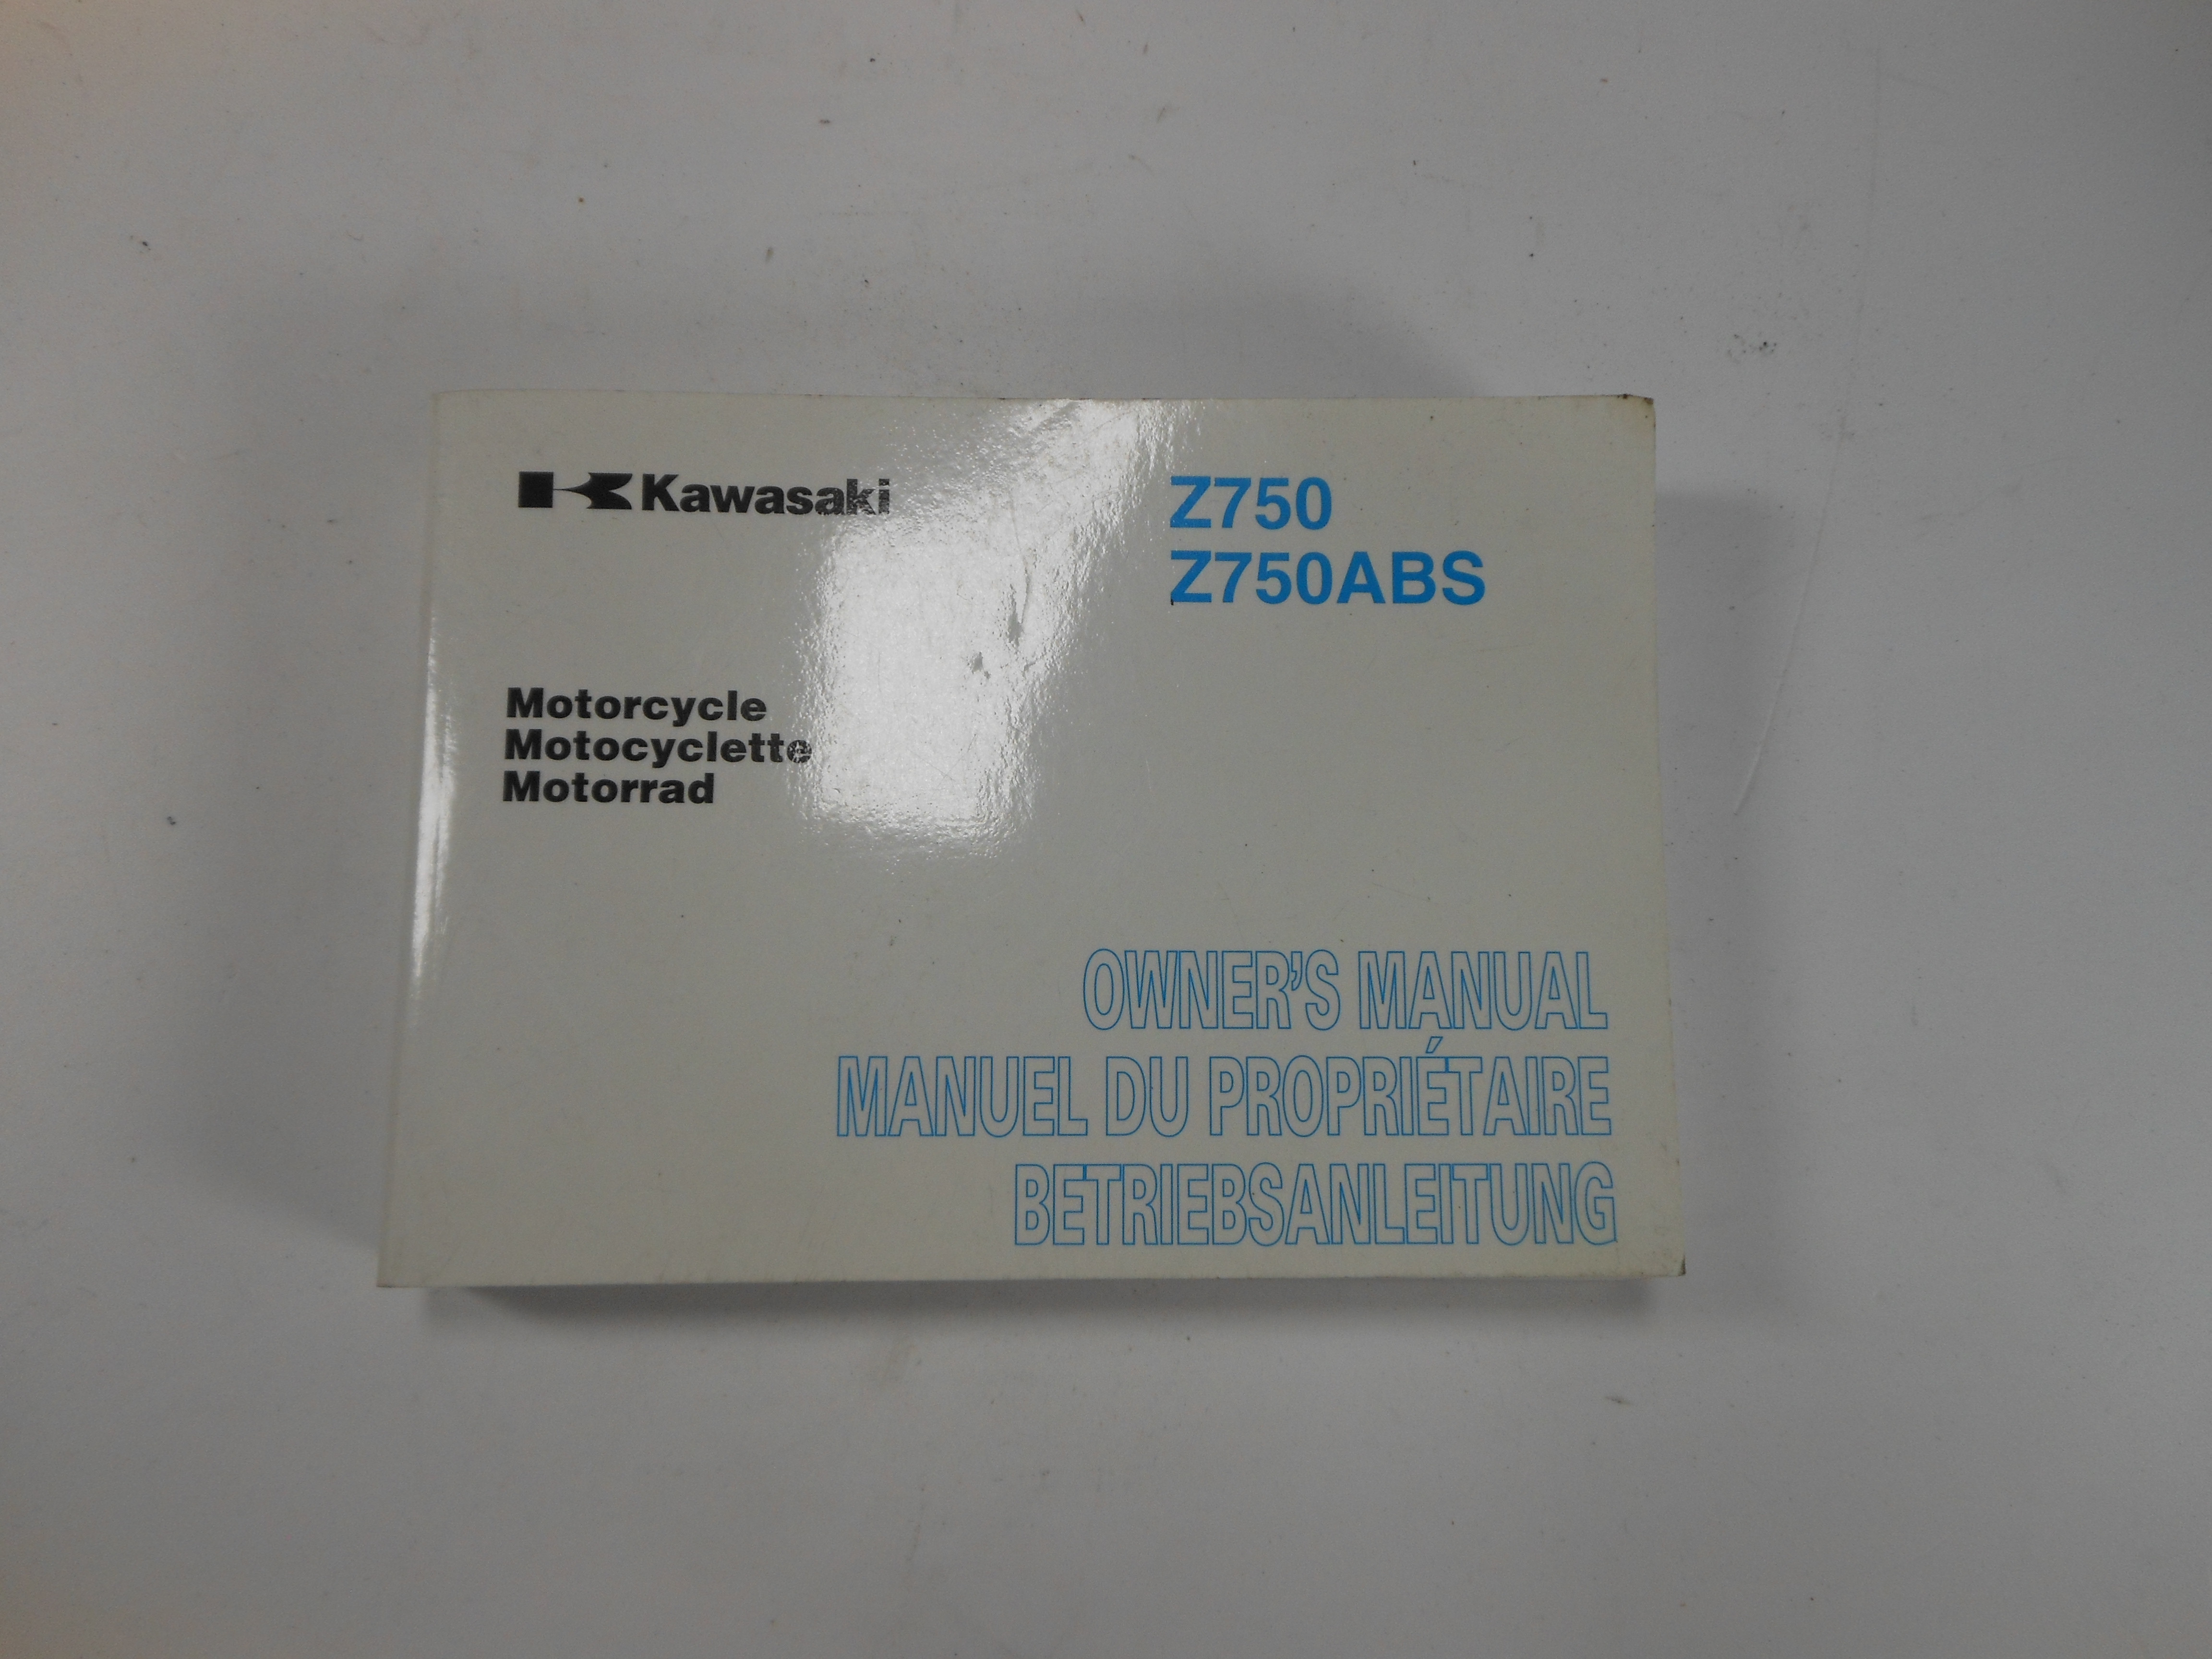 Kawasaki
Z750
Z750ABS
Motorcycle
Motocyclette
Motorrad
OWNER'S MANUAL
MANUEL DU PROPRIÉTAIRE
BETRIEBSANLEITUNG